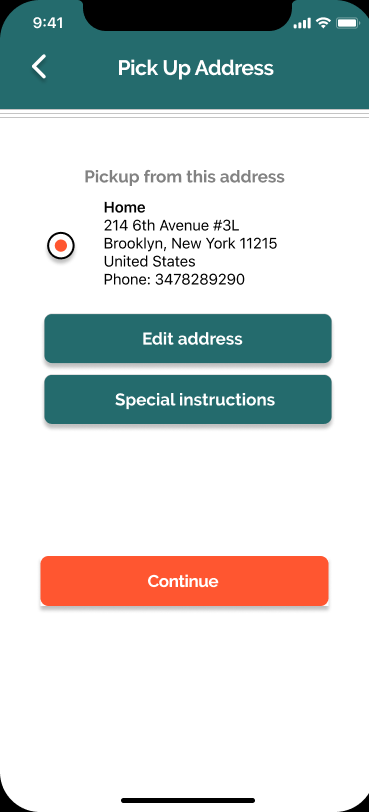 9:41
Pick Up Address
Pickup from this address
Home
214 6th Avenue #3L
Brooklyn, New York 11215
United States
Phone: 3478289290
Edit address
Special instructions
Continue